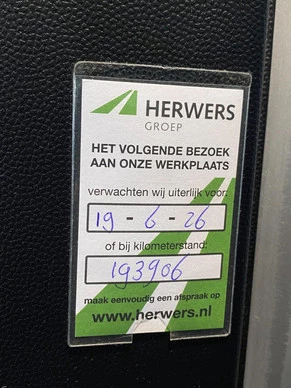 HERWERS
GROEP
HET VOLGENDE BEZOEK
AAN ONZE WERKPLAATS
verwachten wij uiterlijk voor:
19 - 6 - 26
of bij kilometerstand:
193906
maak eenvoudig een afspraak op
www.herwers.nl